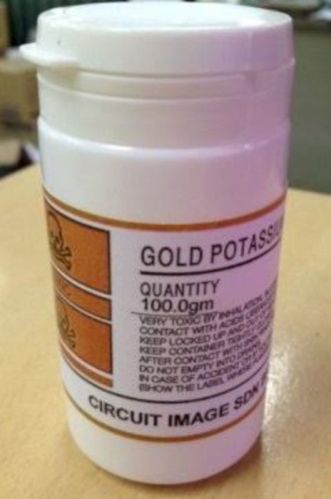 GOLD POTASSIU
QUANTITY
100.0gm
VERY TOXIC BY INHALATION,
CONTACT WITH ACIDS
KEEP LOCKED UP AND
KEEP CONTAINER
AFTER CONTACT WITH
DO NOT EMPTY INTO
IN CASE OF ACCIDENT
(SHOW THE LABEL WHERE
CIRCUIT IMAGE SDN